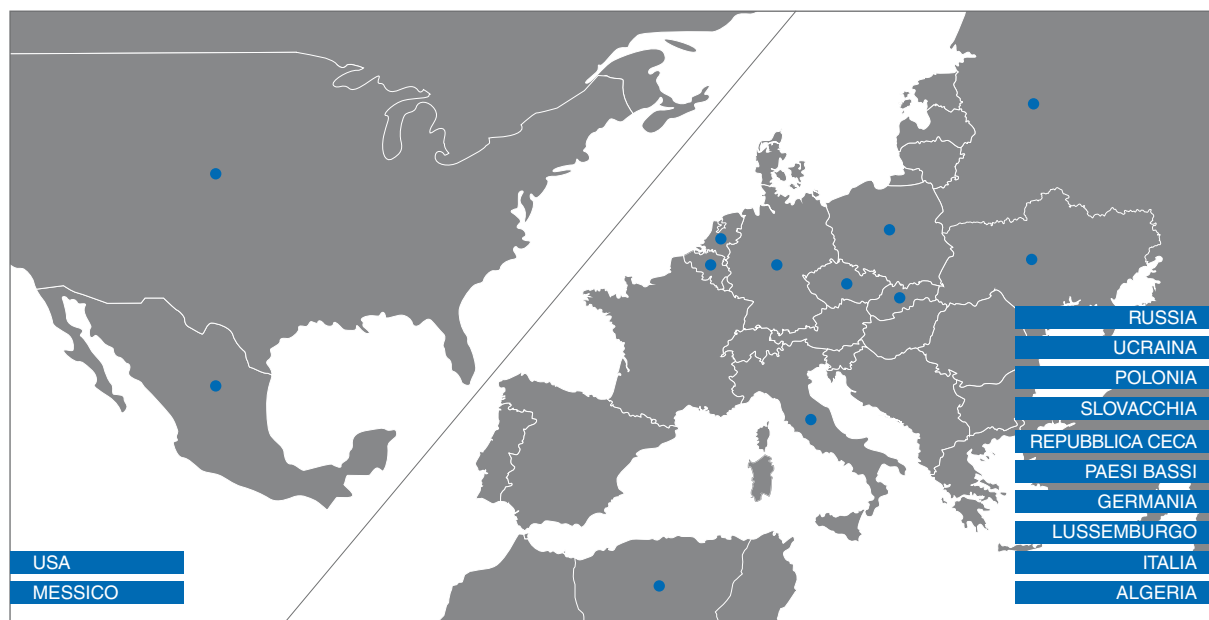 RUSSIA
UCRAINA
POLONIA
SLOVACCHIA
REPUBBLICA CECA
PAESI BASSI
GERMANIA
LUSSEMBURGO
ITALIA
ALGERIA
USA
MESSICO